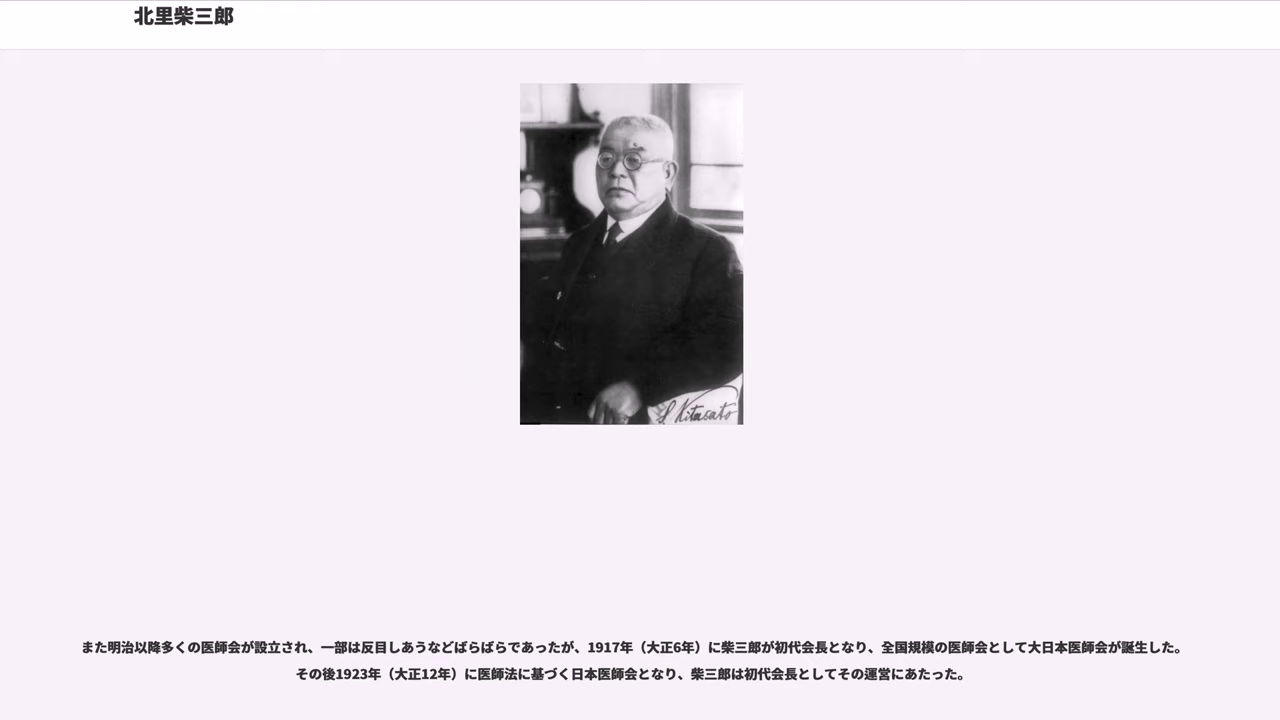 北里柴三郎
S Kitasato
また明治以降多くの医師会が設立され、一部は反目しあうなどばらばらであったが、1917年（大正6年）に柴三郎が初代会長となり、全国規模の医師会として大日本医師会が誕生した。
その後1923年（大正12年）に医師法に基づく日本医師会となり、柴三郎は初代会長としてその運営にあたった。